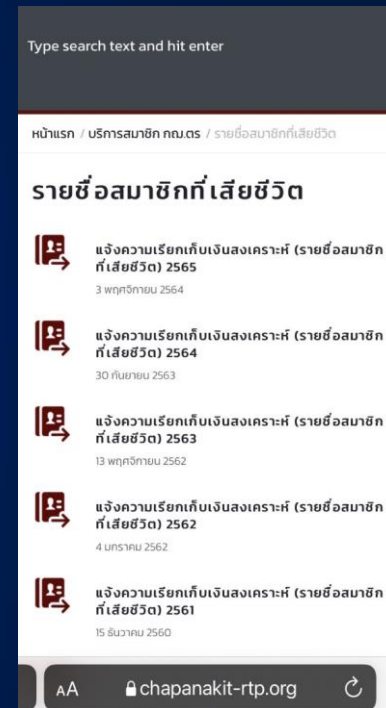 Type search text and hit enter
หน้าแรก / บริการสมาชิก กฌ.ตร / รายชื่อสมาชิกที่เสียชีวิต
รายชื่อสมาชิกที่เสียชีวิต
แจ้งความเรียกเก็บเงินสงเคราะห์ (รายชื่อสมาชิก
ที่เสียชีวิต) 2565
3 พฤศจิกายน 2564
แจ้งความเรียกเก็บเงินสงเคราะห์ (รายชื่อสมาชิก
ที่เสียชีวิต) 2564
30 กันยายน 2563
แจ้งความเรียกเก็บเงินสงเคราะห์ (รายชื่อสมาชิก
ที่เสียชีวิต) 2563
13 พฤศจิกายน 2562
แจ้งความเรียกเก็บเงินสงเคราะห์ (รายชื่อสมาชิก
ที่เสียชีวิต) 2562
4 มกราคม 2562
แจ้งความเรียกเก็บเงินสงเคราะห์ (รายชื่อสมาชิก
ที่เสียชีวิต) 2561
15 ธันวาคม 2560
AA chapanakit-rtp.org